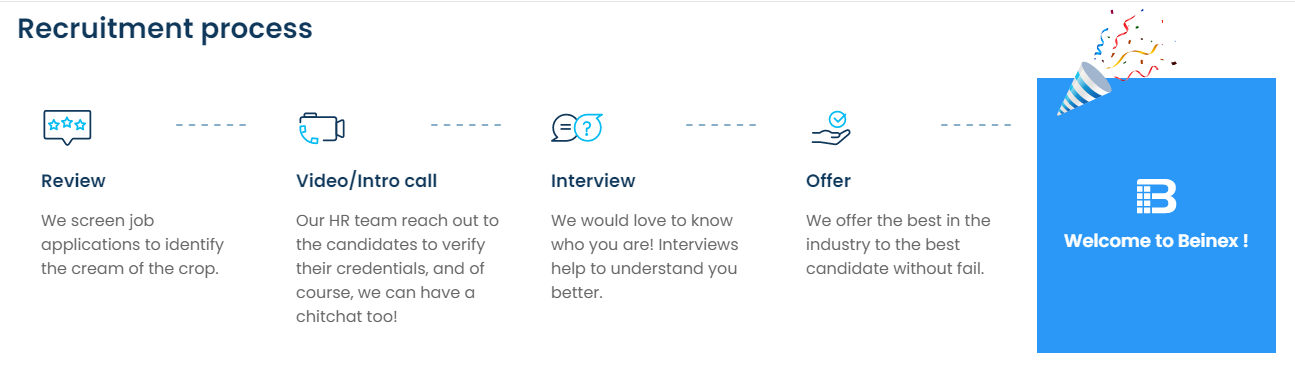 Recruitment process
Review
We screen job
applications to identify
the cream of the crop.
Video/Intro call
Our HR team reach out to
the candidates to verify
their credentials, and of
course, we can have a
chitchat too!
Interview
We would love to know
who you are! Interviews
help to understand you
better.
Offer
We offer the best in the
industry to the best
candidate without fail.
B
Welcome to Beinex !